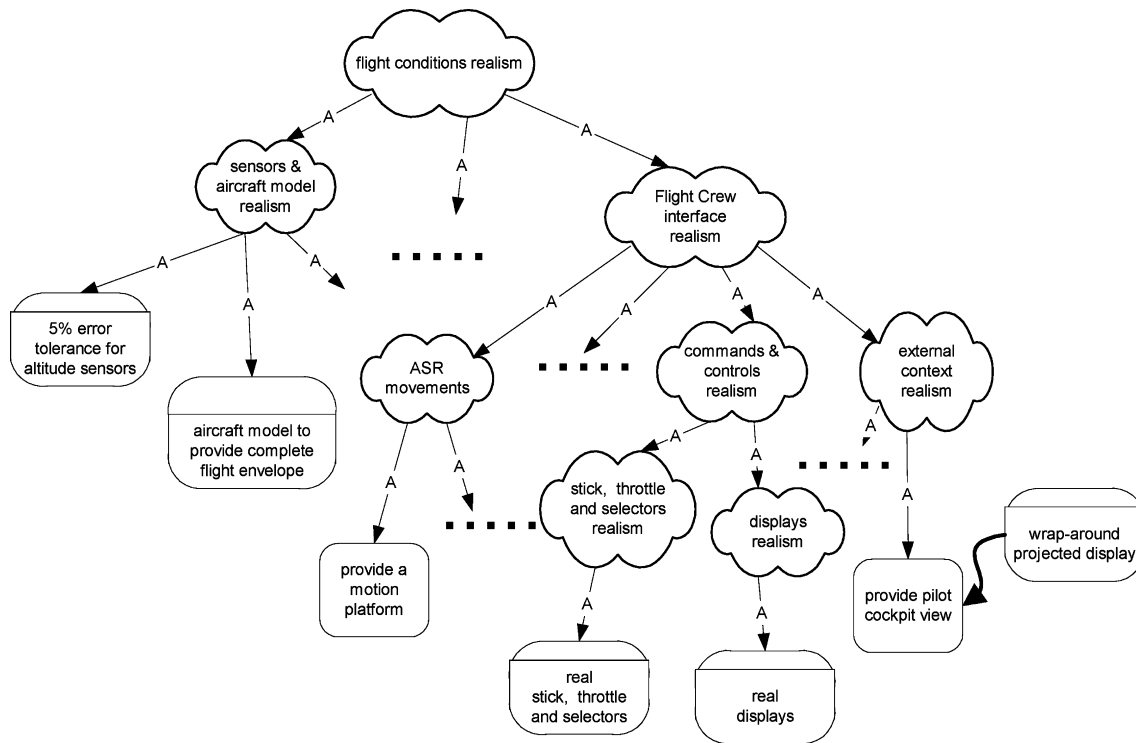 flight conditions realism
A
A
A
sensors &
aircraft model
realism
Flight Crew
interface
realism
A
A
A
A
A
A
A
5% error
tolerance for
altitude sensors
aircraft model to
provide complete
flight envelope
ASR
movements
commands &
controls
realism
external
context
realism
A
A
A
A
A
A
stick, throttle
and selectors
realism
displays
realism
wrap-around
projected display
provide a
motion
platform
provide pilot
cockpit view
A
A
real
stick, throttle
and selectors
real
displays